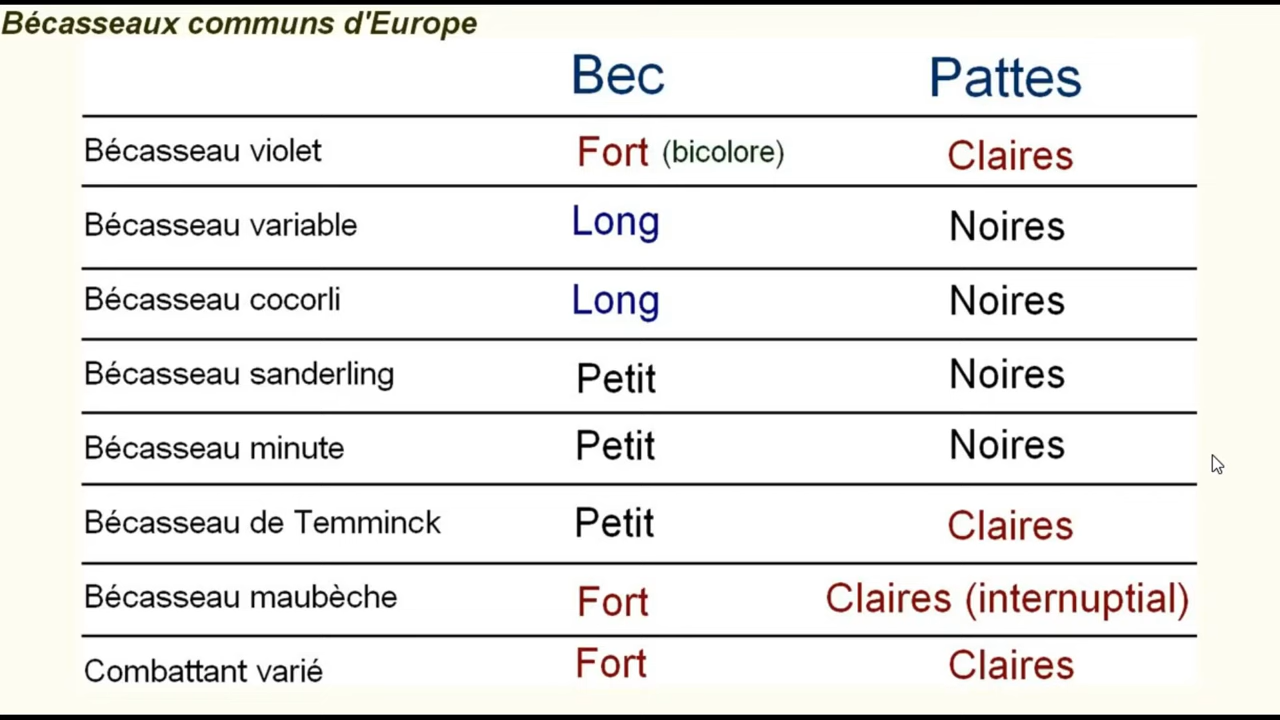 Bécasseaux communs d'Europe
Bec Pattes
Bécasseau violet Fort (bicolore) Claires
Bécasseau variable Long Noires
Bécasseau cocorli Long Noires
Bécasseau sanderling Petit Noires
Bécasseau minute Petit Noires
Bécasseau de Temminck Petit Claires
Bécasseau maubèche Fort Claires (internuptial)
Combattant varié Fort Claires